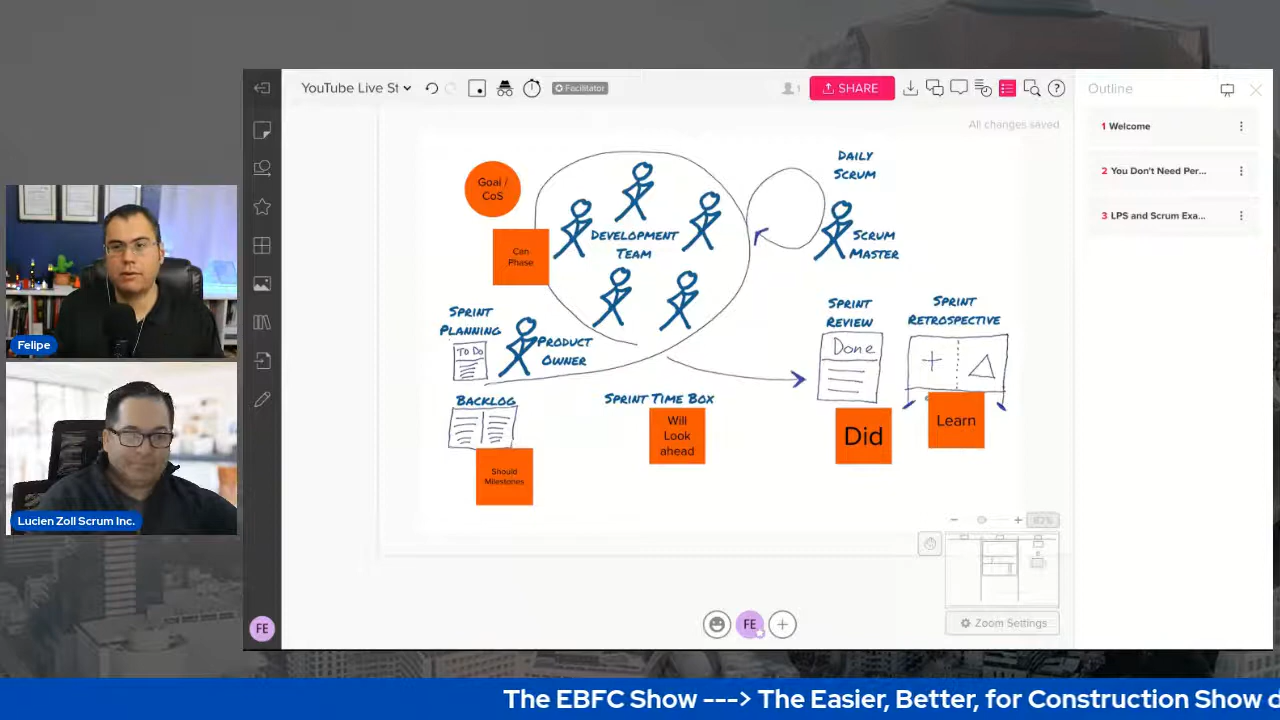 YouTube Live St
Facilitator
1
SHARE
Outline
All changes saved
1 Welcome
2 You Don't Need Per...
3 LPS and Scrum Exa...
Goal /
CoS
Can
Phase
DEVELOPMENT
TEAM
DAILY
SCRUM
SCRUM
MASTER
SPRINT
PLANNING
To Do
PRODUCT
OWNER
BACKLOG
Should
Milestones
SPRINT TIME BOX
Will
Look
ahead
SPRINT
REVIEW
Done
Did
SPRINT
RETROSPECTIVE
Learn
Felipe
Lucien Zoll Scrum Inc.
FE
FE
Zoom Settings
The EBFC Show ---> The Easier, Better, for Construction Show d